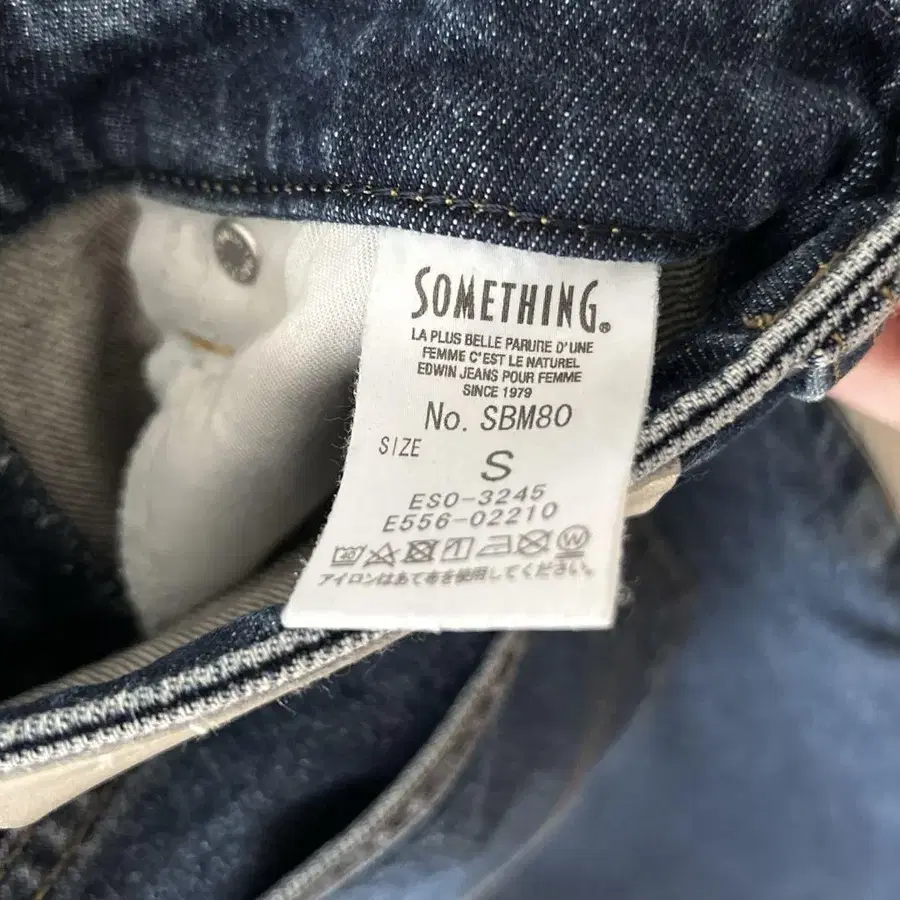 SOMETHING®
LA PLUS BELLE PARURE D'UNE
FEMME C'EST LE NATUREL
EDWIN JEANS POUR FEMME
SINCE 1979
No. SBM80
SIZE
S
ESO-3245
E556-02210
40
W
アイロンはあて布を使用してください。